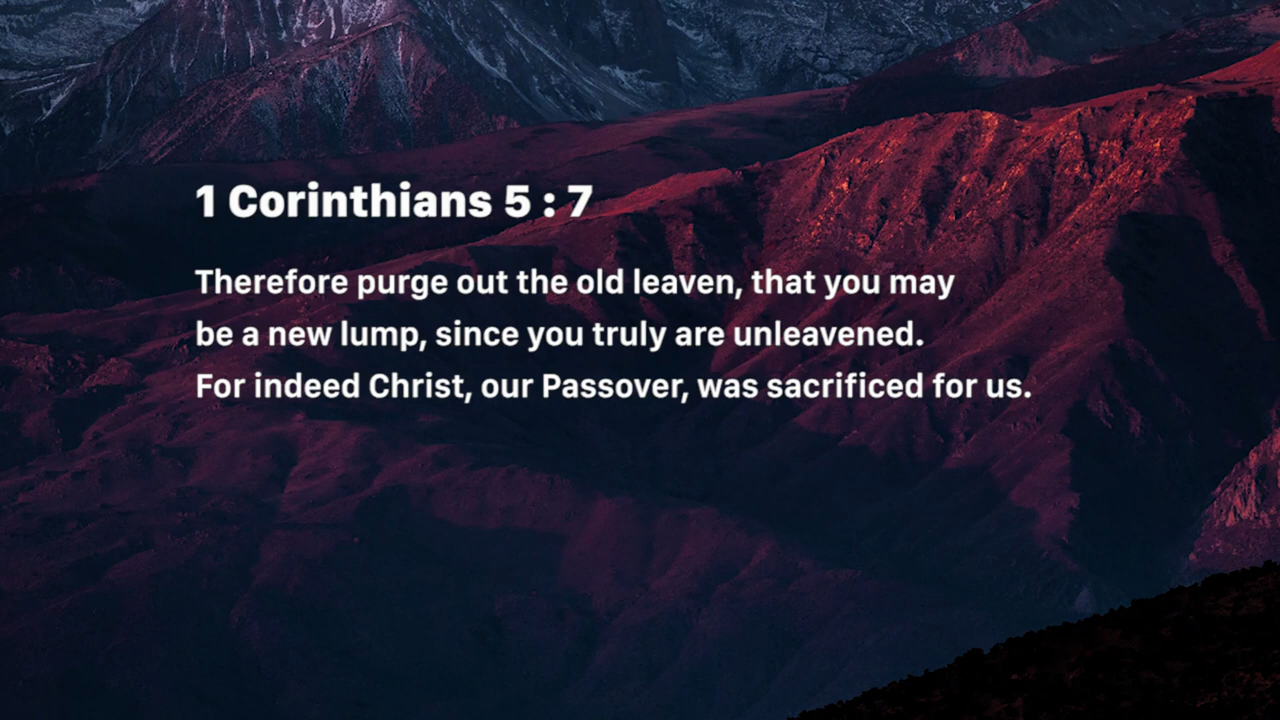 1 Corinthians 5 : 7
Therefore purge out the old leaven, that you may
be a new lump, since you truly are unleavened.
For indeed Christ, our Passover, was sacrificed for us.